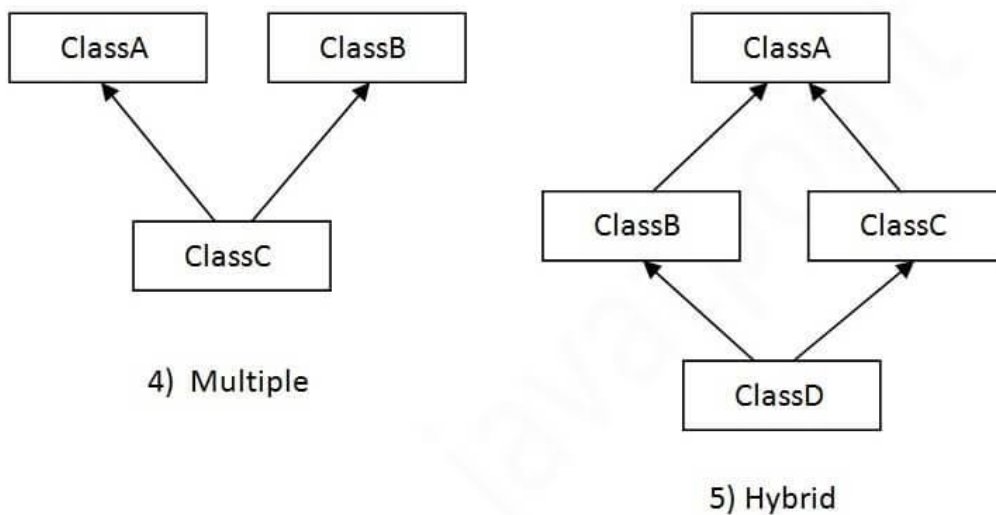 ClassA
ClassB
ClassC
4) Multiple
ClassA
ClassB
ClassC
ClassD
5) Hybrid